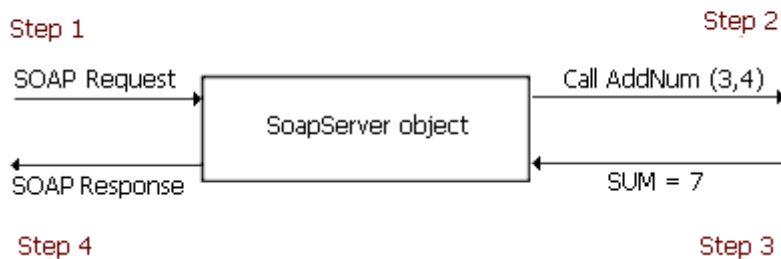 Step 1
Step 2
SOAP Request
Call AddNum (3,4)
SoapServer object
SOAP Response
SUM = 7
Step 4
Step 3